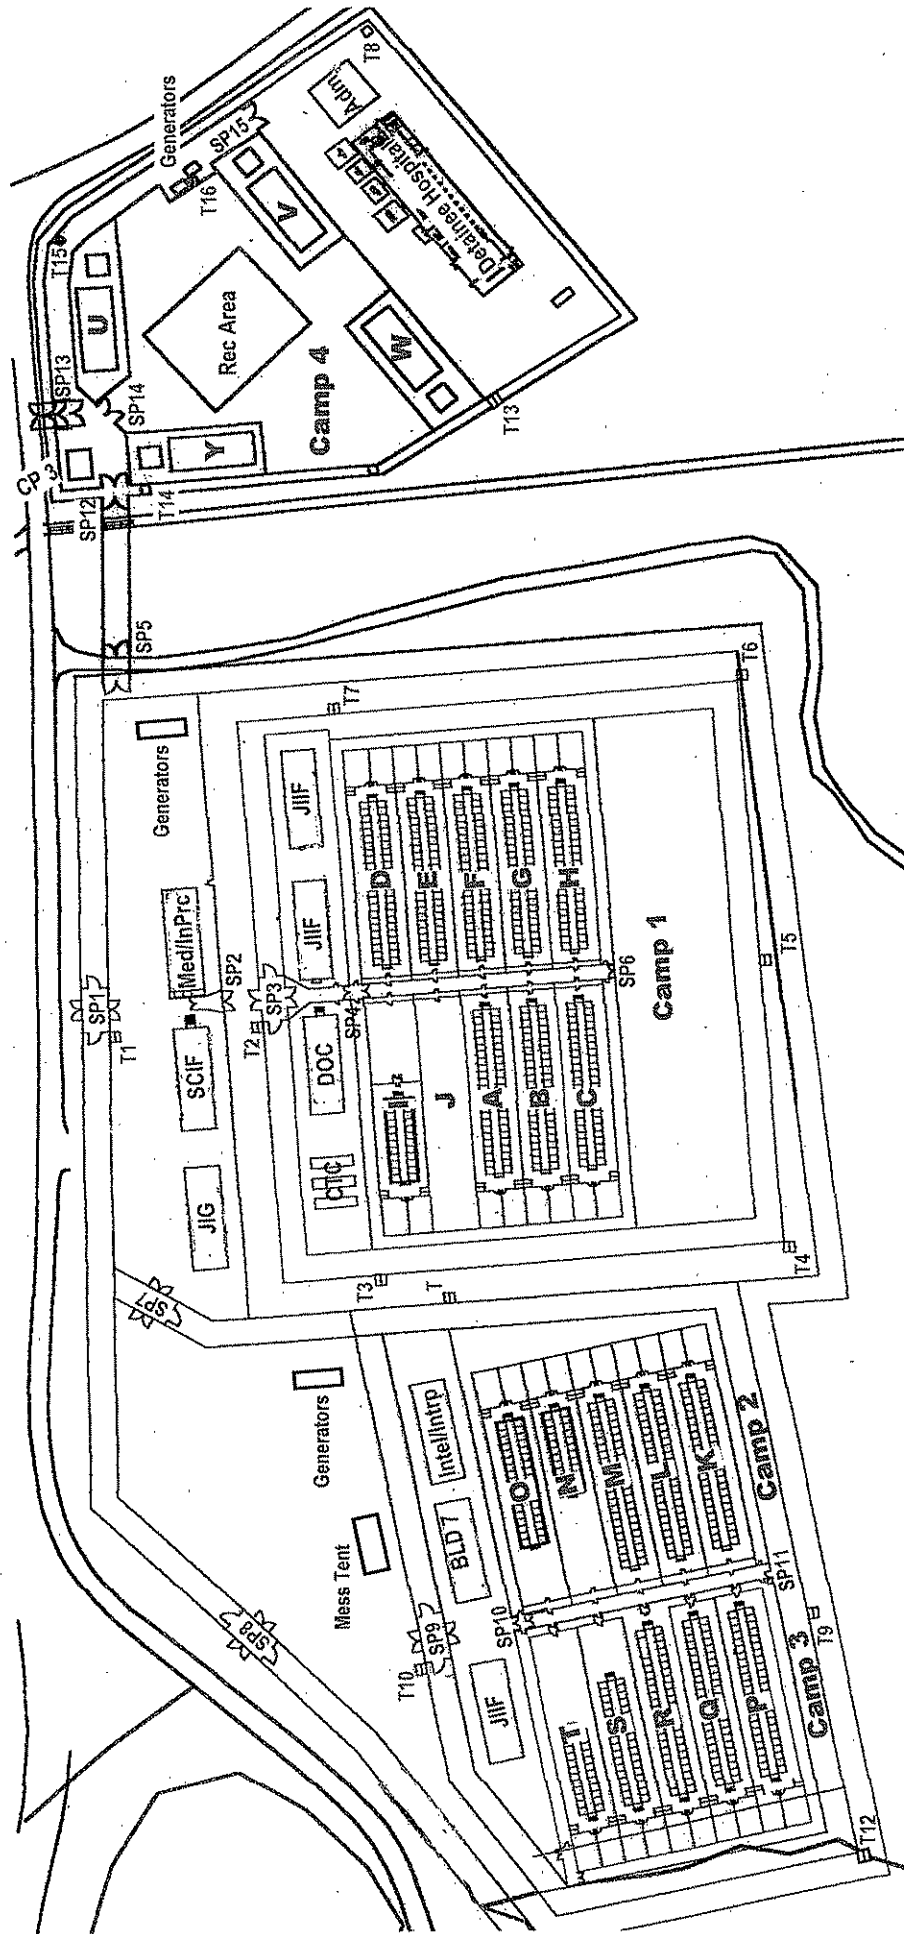 Generators
T8
Adm
SP15
T16
Detainee Hospital
V
T15
U
Rec Area
W
SP13
SP14
Camp 4
CP 3
Y
T13
SP12
T14
SP5
T7
T6
Generators
JIIF
D
E
F
G
H
Med/InPrc
JIIF
SP2
SP3
SP1
T1
T2
SP4
SP6
T5
Camp 1
SCIF
DOC
I
J
A
B
C
CTC
JIG
T3
T
T4
SP7
Generators
Intel/Intrp
O
N
M
L
K
Camp 2
BLD 7
Mess Tent
SP8
SP9
T10
SP10
SP11
T9
JIIF
T
S
R
Q
P
Camp 3
T12